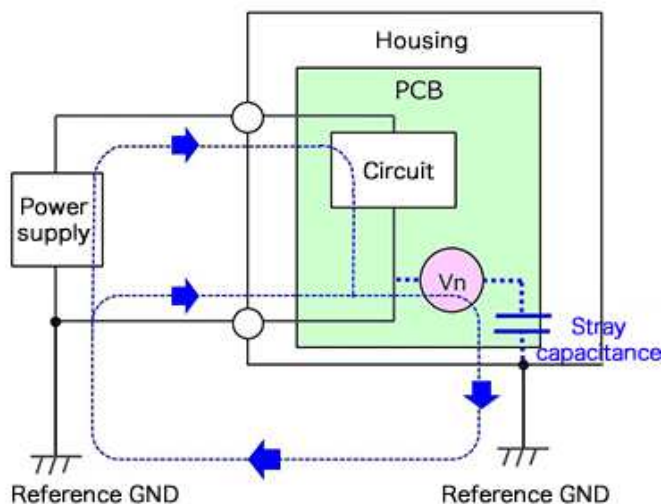 Housing
PCB
Circuit
Power
supply
Vn
Stray
capacitance
Reference GND
Reference GND